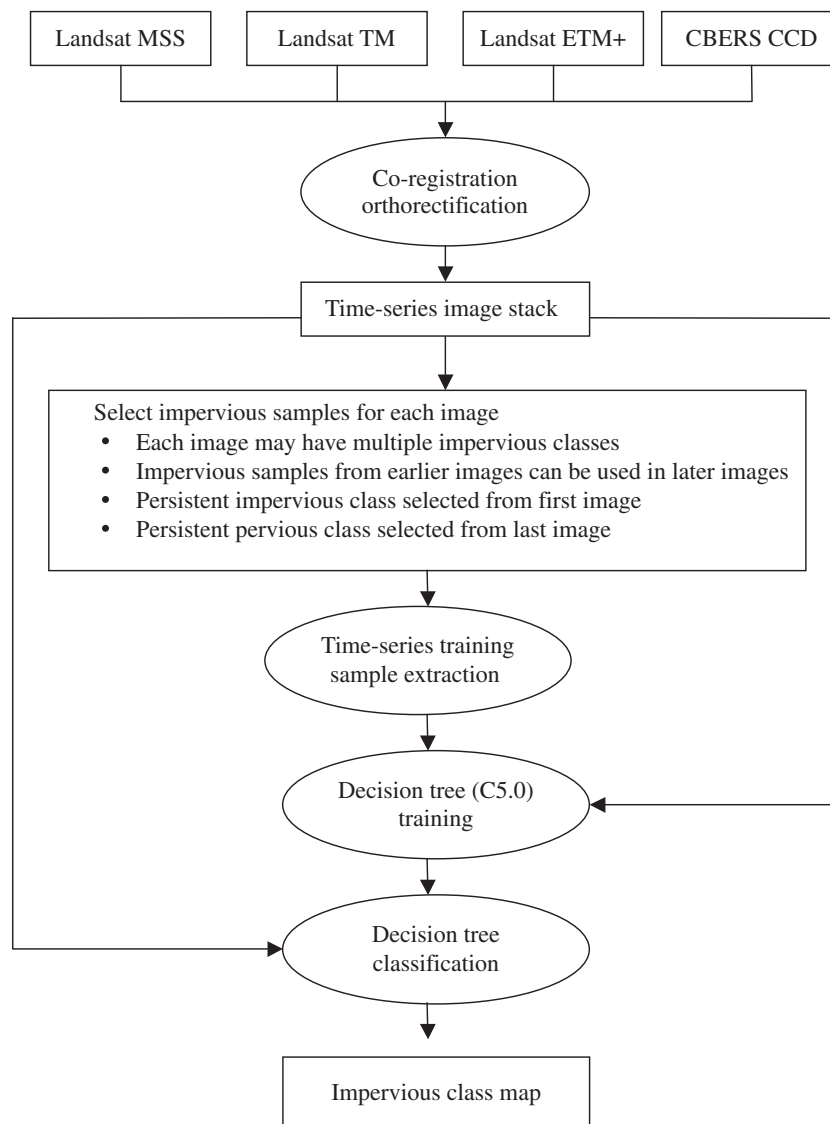 Landsat MSS
Landsat TM
Landsat ETM+
CBERS CCD
Co-registration
orthorectification
Time-series image stack
Select impervious samples for each image
• Each image may have multiple impervious classes
• Impervious samples from earlier images can be used in later images
• Persistent impervious class selected from first image
• Persistent pervious class selected from last image
Time-series training
sample extraction
Decision tree (C5.0)
training
Decision tree
classification
Impervious class map